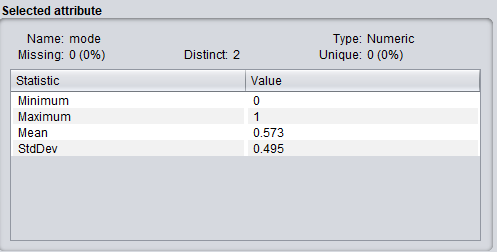 Selected attribute
Name: mode Type: Numeric
Missing: 0 (0%) Distinct: 2 Unique: 0 (0%)
Statistic Value
Minimum 0
Maximum 1
Mean 0.573
StdDev 0.495